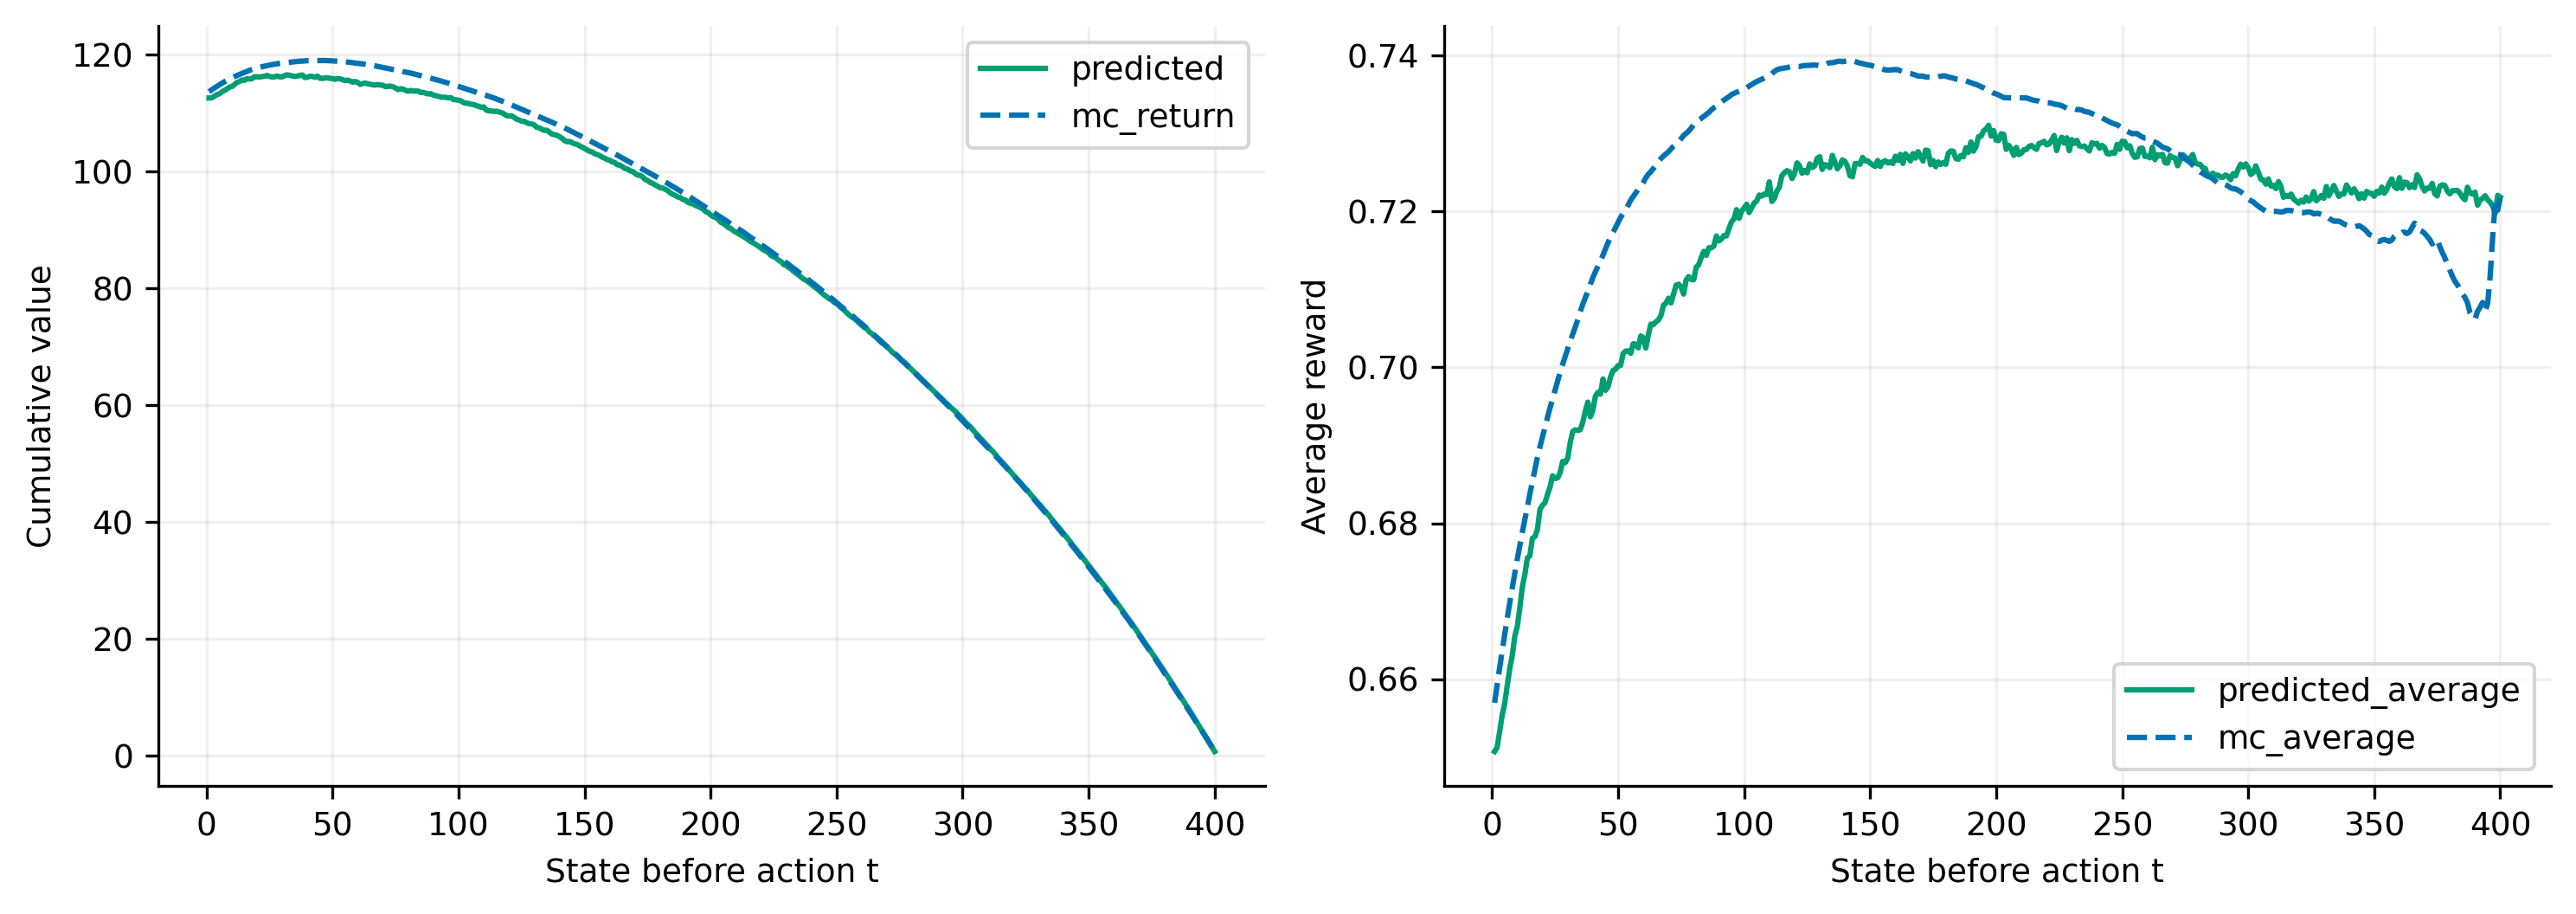 120
100
80
60
40
20
0
Cumulative value
predicted
mc_return
0 50 100 150 200 250 300 350 400
State before action t
0.74
0.72
0.70
0.68
0.66
Average reward
predicted_average
mc_average
0 50 100 150 200 250 300 350 400
State before action t